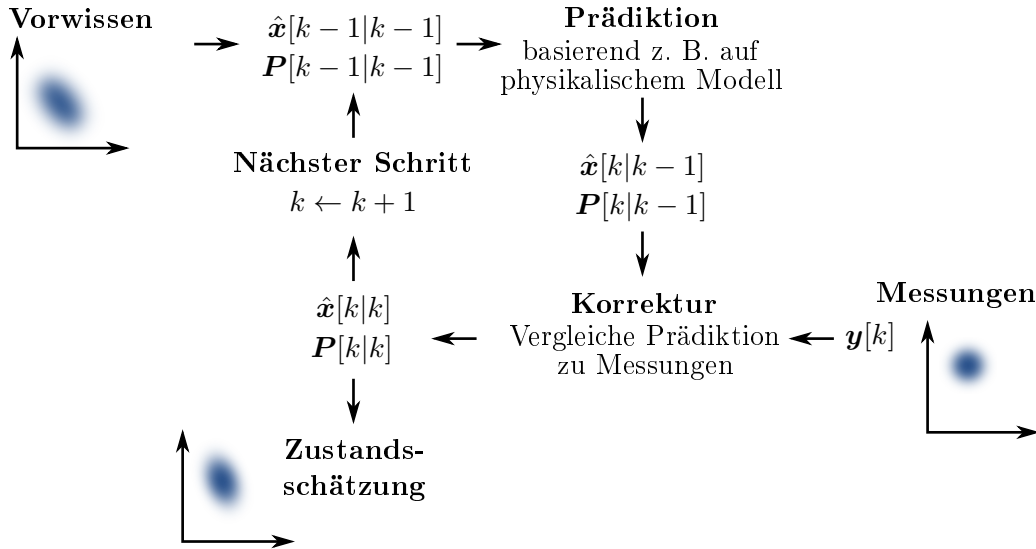 Vorwissen
x̂[k − 1|k − 1]
P[k − 1|k − 1]
Prädiktion
basierend z. B. auf
physikalischem Modell
Nächster Schritt
k ← k + 1
x̂[k|k − 1]
P[k|k − 1]
x̂[k|k]
P[k|k]
Korrektur
Vergleiche Prädiktion
zu Messungen
Messungen
y[k]
Zustands-
schätzung